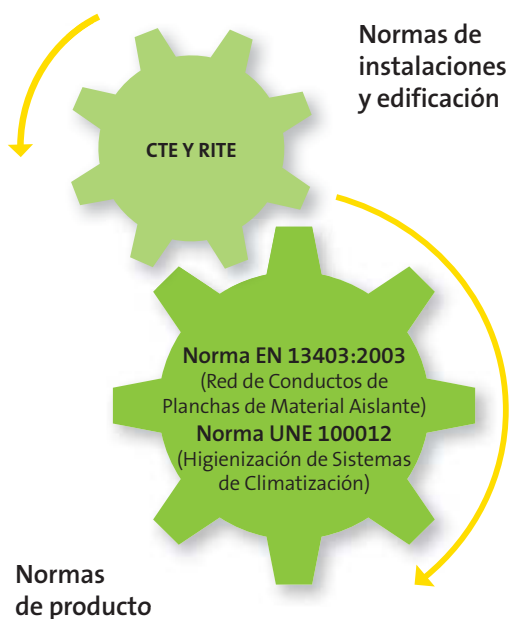 Normas de
instalaciones
y edificación
CTE Y RITE
Norma EN 13403:2003
(Red de Conductos de
Planchas de Material Aislante)
Norma UNE 100012
(Higienización de Sistemas
de Climatización)
Normas
de producto